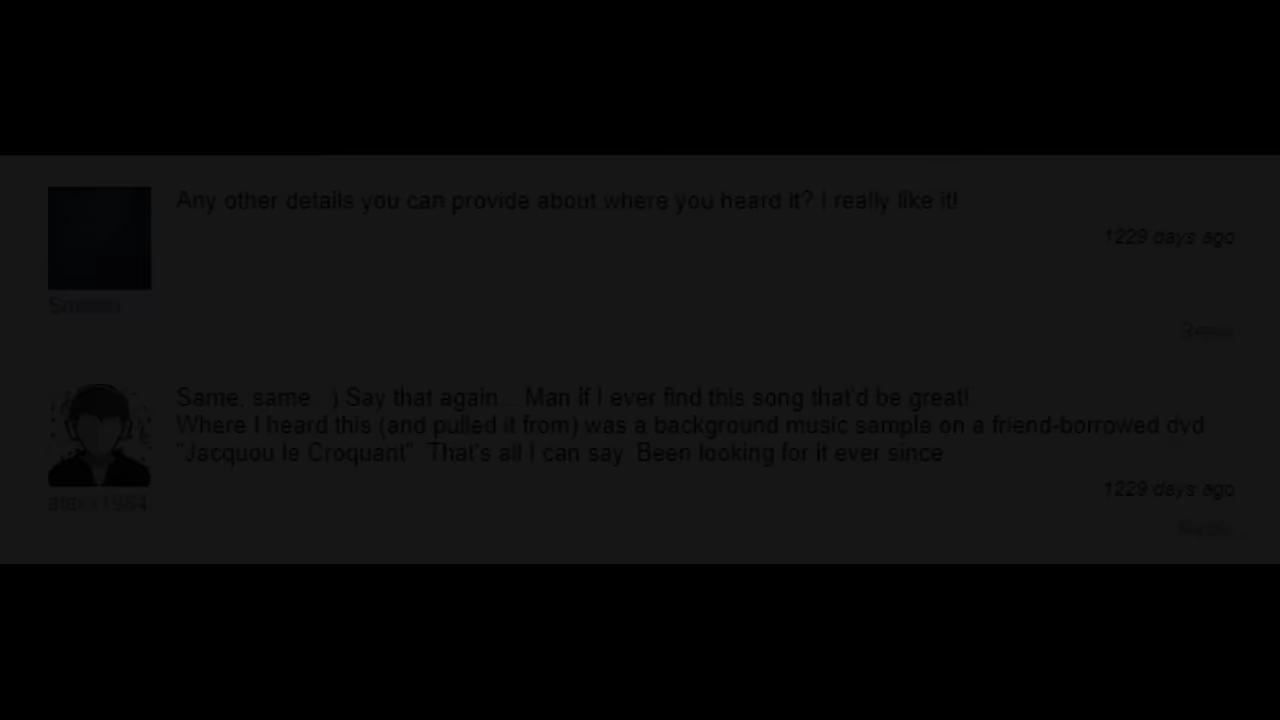 Any other details you can provide about where you heard it? I really like it!
1229 days ago
Same, same. :) Say that again... Man if I ever find this song that'd be great!
Where I heard this (and pulled it from) was a background music sample on a friend-borrowed dvd
"Jacquou le Croquant". That's all I can say. Been looking for it ever since
1229 days ago